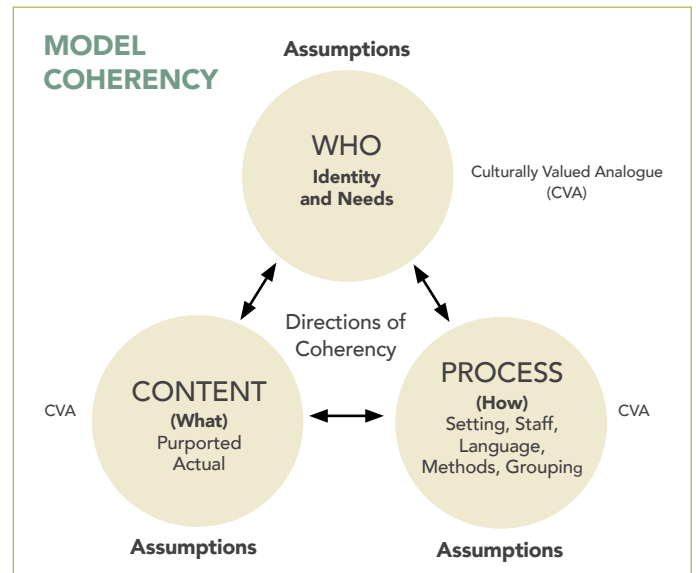 MODEL
COHERENCY
Assumptions
WHO
Identity
and Needs
Culturally Valued Analogue
(CVA)
Directions of
Coherency
CONTENT
(What)
Purported
Actual
CVA
PROCESS
(How)
Setting, Staff,
Language,
Methods, Grouping
CVA
Assumptions
Assumptions